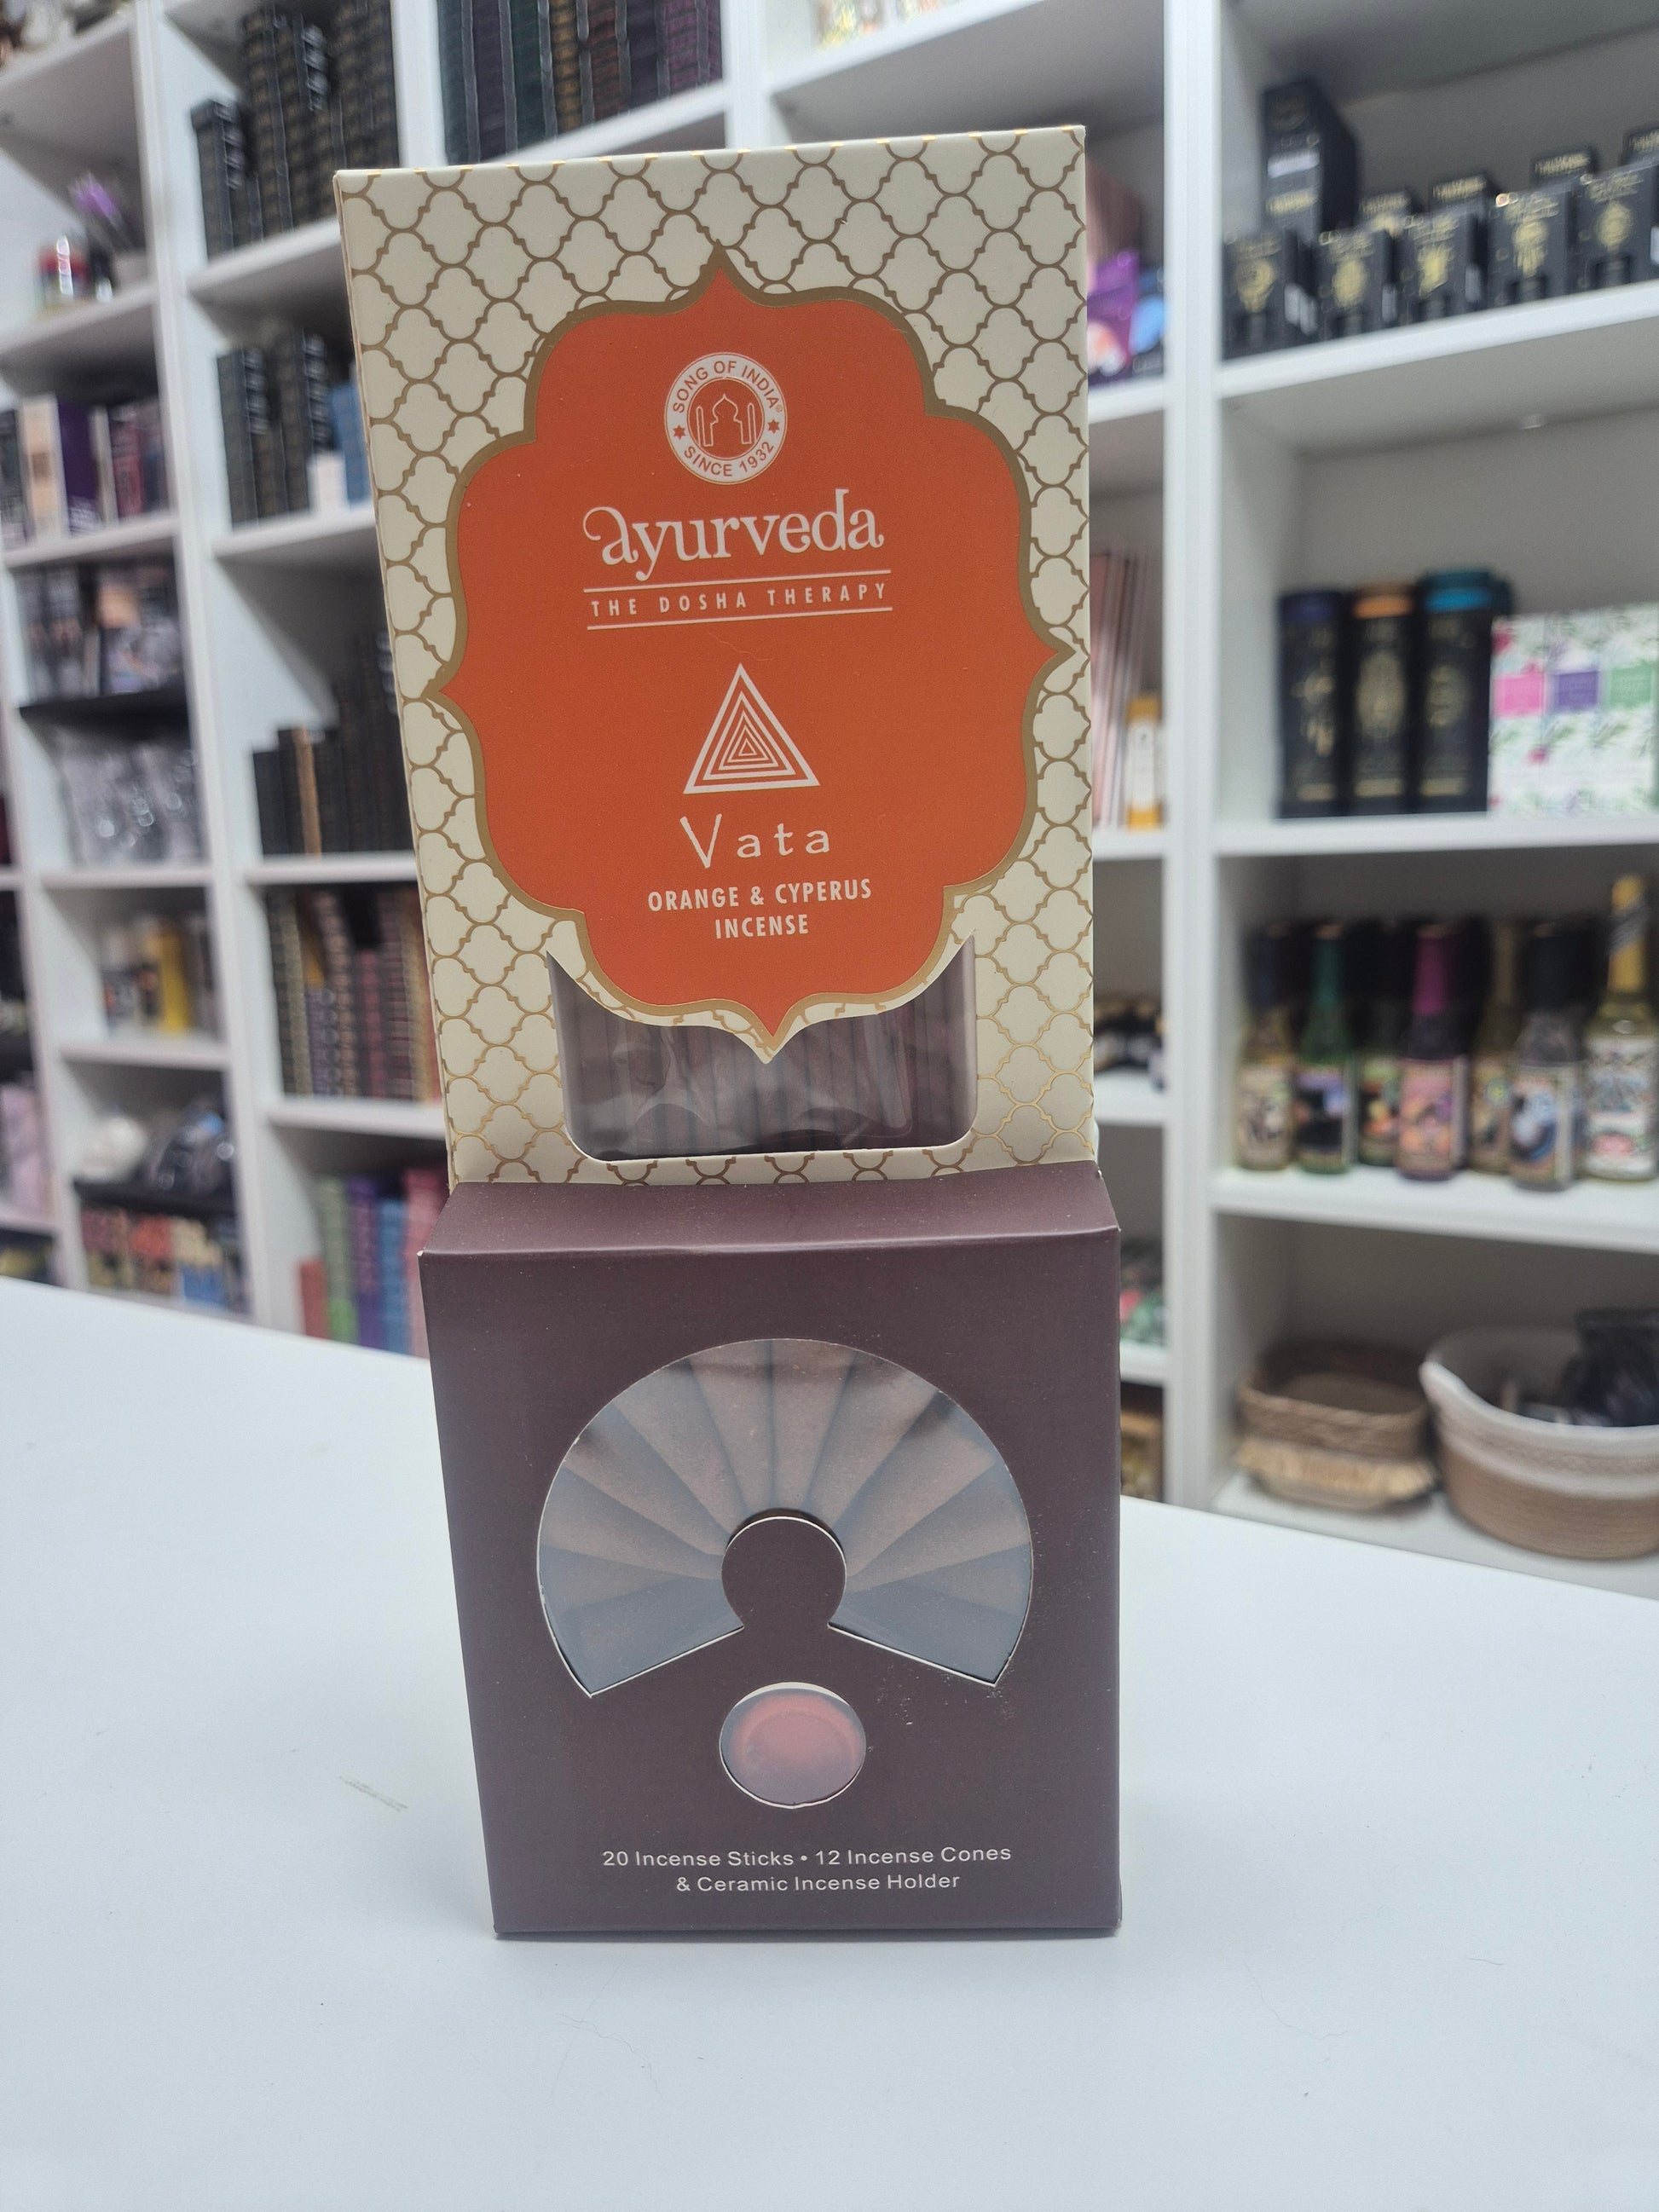 SONG OF INDIA®
SINCE 1932
ayurveda
THE DOSHA THERAPY
Vata
ORANGE & CYPERUS
INCENSE
20 Incense Sticks • 12 Incense Cones
& Ceramic Incense Holder